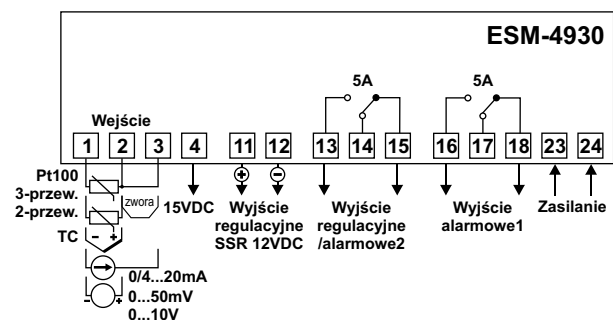 ESM-4930
5A 5A
Wejście
1 2 3 4 11 12 13 14 15 16 17 18 23 24
+ −
Pt100
3-przew.
2-przew.
zwora
15VDC
Wyjście
regulacyjne
SSR 12VDC
Wyjście
regulacyjne
/alarmowe2
Wyjście
alarmowe1
Zasilanie
TC
- +
0/4...20mA
- +
0...50mV
0...10V